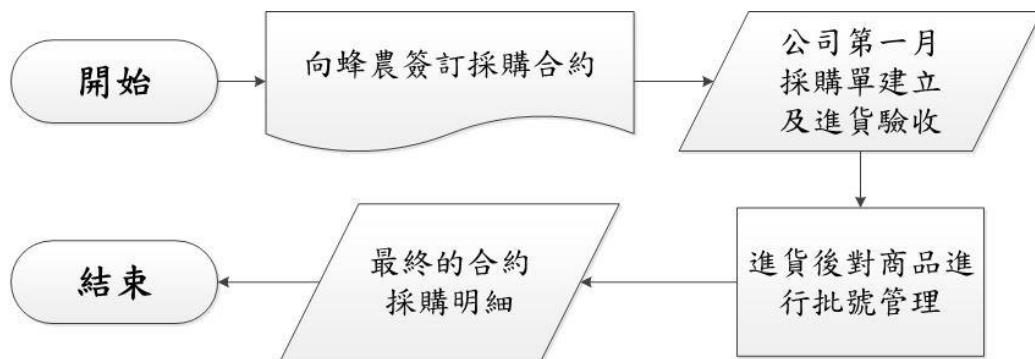 開始
向蜂農簽訂採購合約
公司第一月
採購單建立
及進貨驗收
進貨後對商品進
行批號管理
最終的合約
採購明細
結束